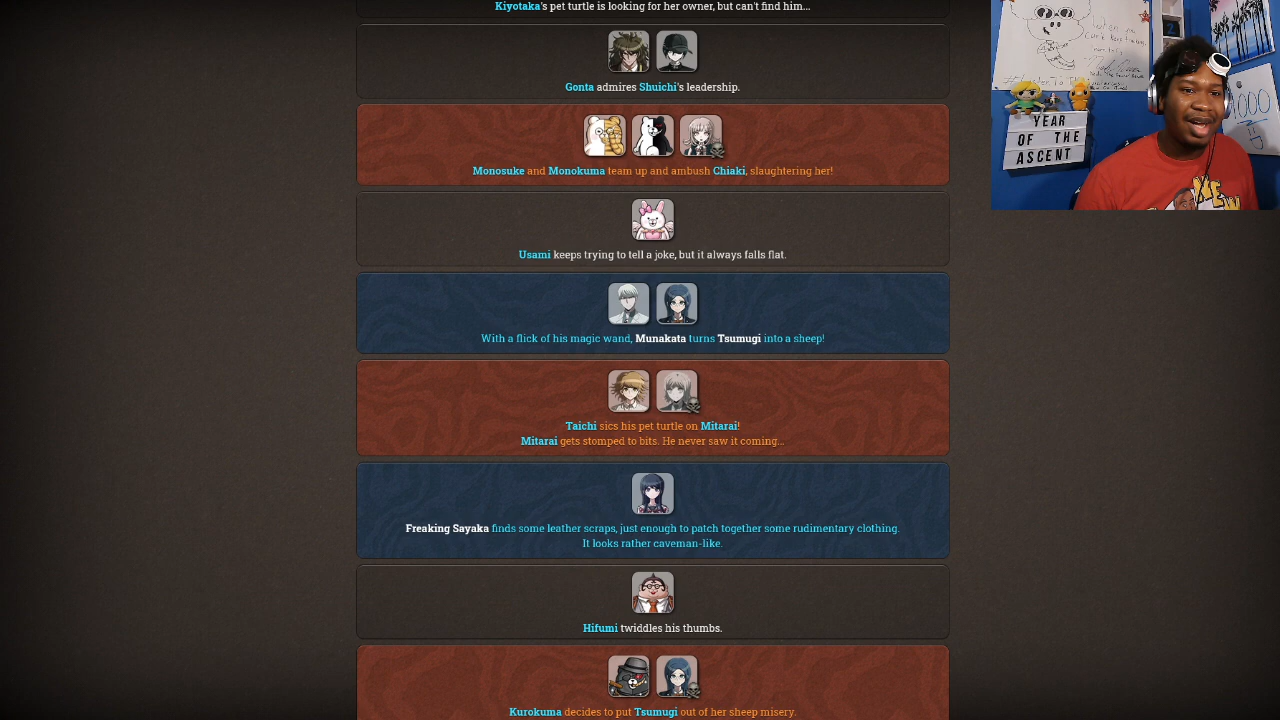 Kiyotaka's pet turtle is looking for her owner, but can't find him...
Gonta admires Shuichi's leadership.
Monosuke and Monokuma team up and ambush Chiaki, slaughtering her!
Usami keeps trying to tell a joke, but it always falls flat.
With a flick of his magic wand, Munakata turns Tsumugi into a sheep!
Taichi sics his pet turtle on Mitarai!
Mitarai gets stomped to bits. He never saw it coming...
Freaking Sayaka finds some leather scraps, just enough to patch together some rudimentary clothing.
It looks rather caveman-like.
Hifumi twiddles his thumbs.
Kurokuma decides to put Tsumugi out of her sheep misery.
YEAR
OF THE
ASCENT